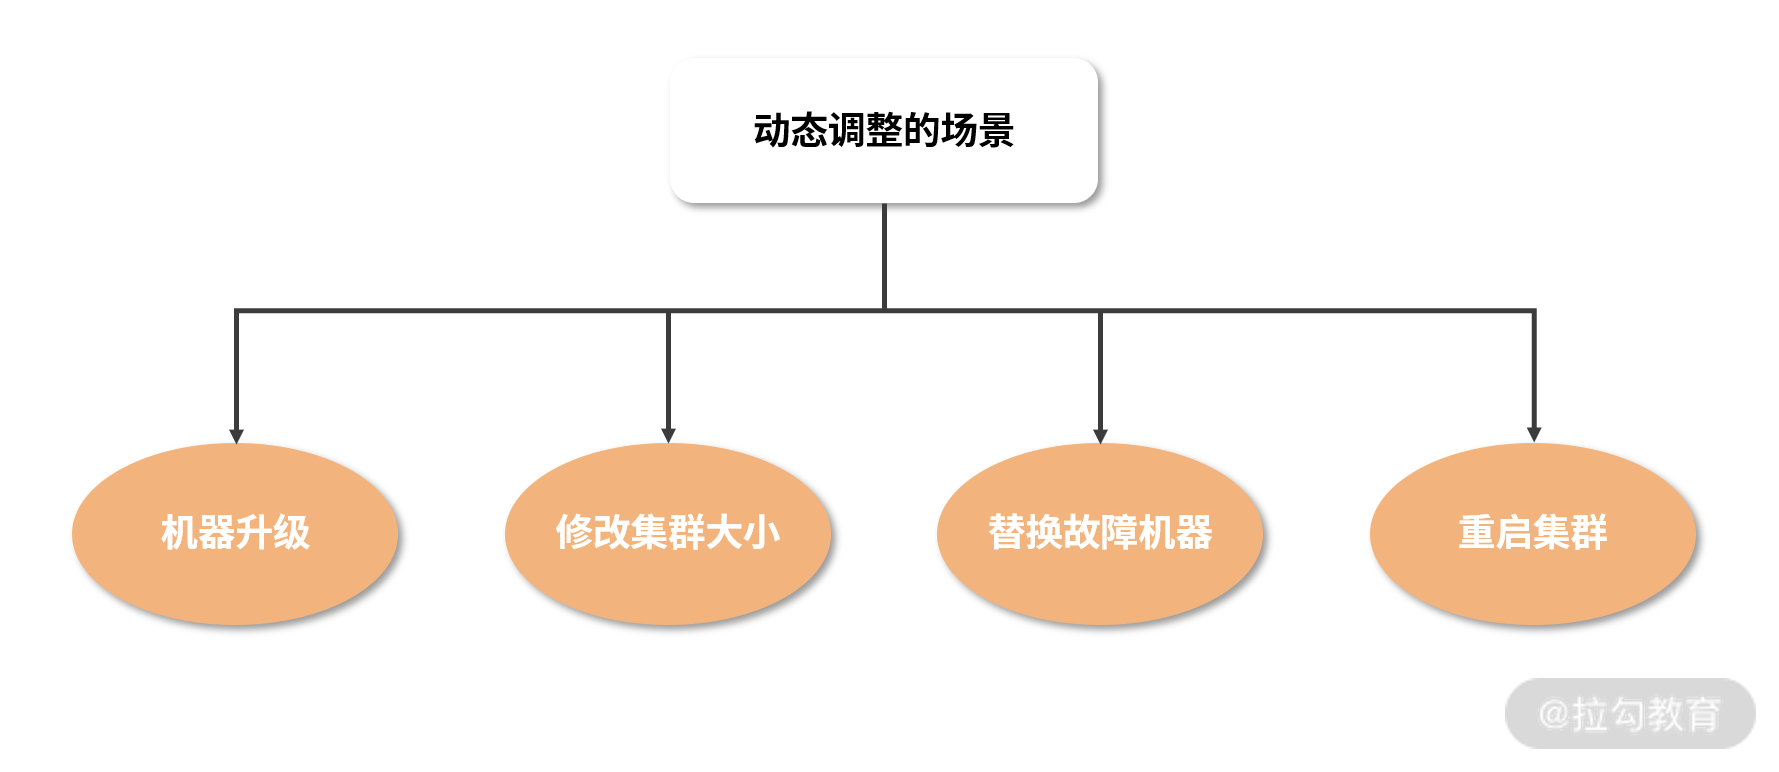 动态调整的场景
机器升级
修改集群大小
替换故障机器
重启集群
@拉勾教育